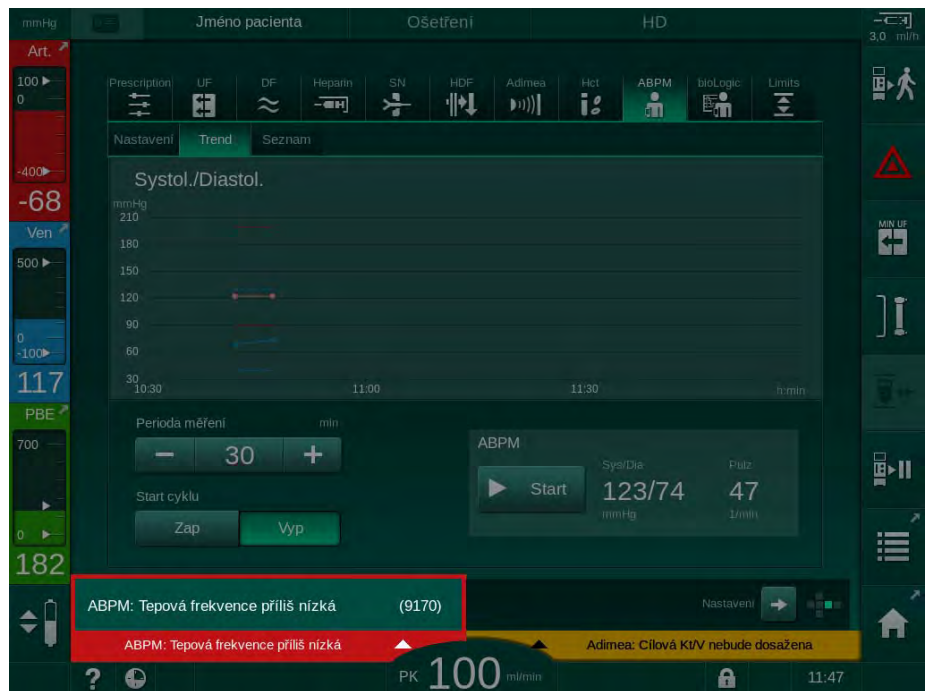 mmHg
Jméno pacienta
Ošetření
HD
3,0 ml/h
Art.
100
0
-400
-68
Ven
500
0
-100
117
PBE
700
0
182
Prescription
UF
DF
Heparin
SN
HDF
Adimea
Hct
ABPM
bioLogic
Limits
Nastavení
Trend
Seznam
Systol./Diastol.
mmHg
210
180
150
120
90
60
30
10:30
11:00
11:30
h:min
Perioda měření
min
30
Start cyklu
Zap
Vyp
ABPM
Start
Sys/Dia
123/74
mmHg
Pulz
47
1/min
MIN UF
ABPM: Tepová frekvence příliš nízká (9170)
Nastavení
ABPM: Tepová frekvence příliš nízká
Adimea: Cílová Kt/V nebude dosažena
?
PK 100 ml/min
11:47